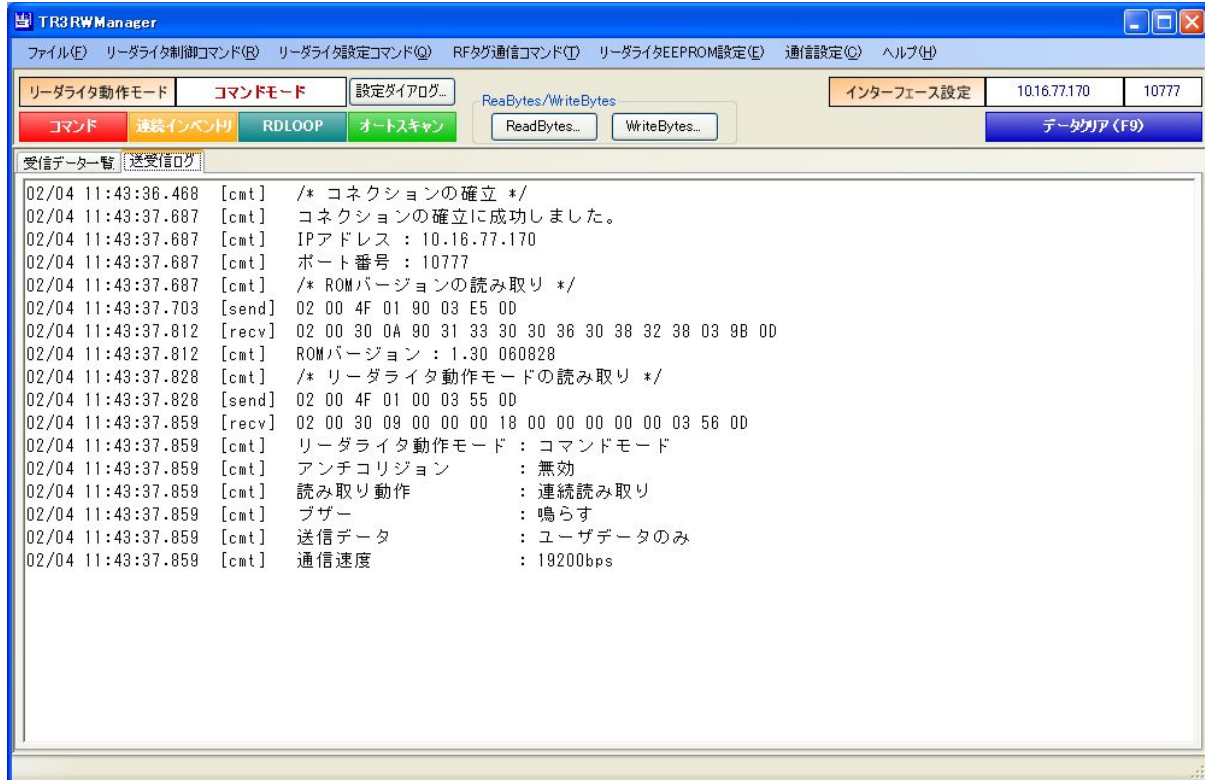 TR3RWManager
ファイル(F) リーダライタ制御コマンド(R) リーダライタ設定コマンド(Q) RFタグ通信コマンド(T) リーダライタEEPROM設定(E) 通信設定(C) ヘルプ(H)
リーダライタ動作モード コマンドモード 設定ダイアログ... ReaBytes/WriteBytes インターフェース設定 10.16.77.170 10777
コマンド 連続インベントリ RDLOOP オートスキャン ReadBytes... WriteBytes... データクリア (F9)
受信データ一覧 送受信ログ
02/04 11:43:36.468 [cmt] /* コネクションの確立 */
02/04 11:43:37.687 [cmt] コネクションの確立に成功しました。
02/04 11:43:37.687 [cmt] IPアドレス : 10.16.77.170
02/04 11:43:37.687 [cmt] ポート番号 : 10777
02/04 11:43:37.687 [cmt] /* ROMバージョンの読み取り */
02/04 11:43:37.703 [send] 02 00 4F 01 90 03 E5 0D
02/04 11:43:37.812 [recv] 02 00 30 0A 90 31 33 30 30 36 30 38 32 38 03 9B 0D
02/04 11:43:37.812 [cmt] ROMバージョン : 1.30 060828
02/04 11:43:37.828 [cmt] /* リーダライタ動作モードの読み取り */
02/04 11:43:37.828 [send] 02 00 4F 01 00 03 55 0D
02/04 11:43:37.859 [recv] 02 00 30 09 00 00 00 18 00 00 00 00 00 03 56 0D
02/04 11:43:37.859 [cmt] リーダライタ動作モード : コマンドモード
02/04 11:43:37.859 [cmt] アンチコリジョン : 無効
02/04 11:43:37.859 [cmt] 読み取り動作 : 連続読み取り
02/04 11:43:37.859 [cmt] ブザー : 鳴らす
02/04 11:43:37.859 [cmt] 送信データ : ユーザデータのみ
02/04 11:43:37.859 [cmt] 通信速度 : 19200bps